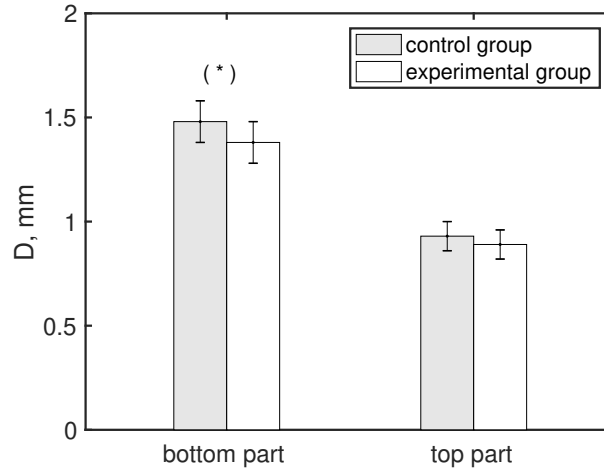 2
control group
experimental group
( * )
1.5
D, mm
1
0.5
0
bottom part
top part